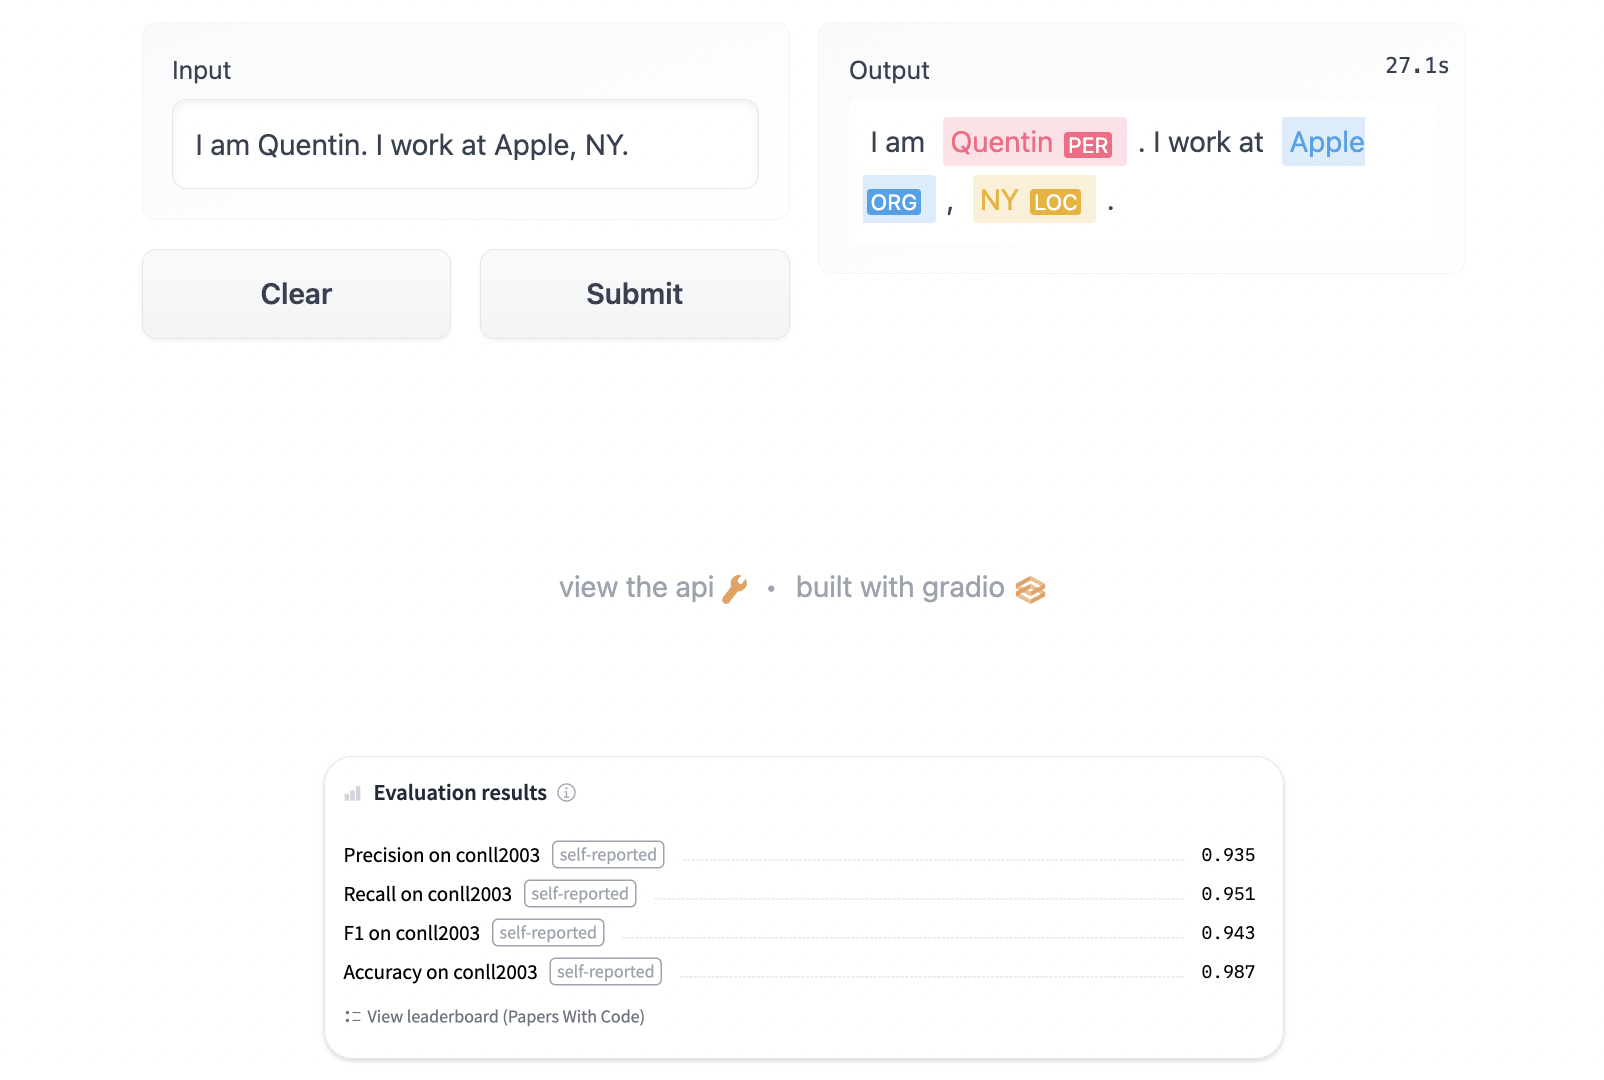 Input
I am Quentin. I work at Apple, NY.
Clear
Submit
Output
27.1s
I am Quentin PER . I work at Apple
ORG , NY LOC .
view the api • built with gradio
Evaluation results
Precision on conll2003 self-reported 0.935
Recall on conll2003 self-reported 0.951
F1 on conll2003 self-reported 0.943
Accuracy on conll2003 self-reported 0.987
View leaderboard (Papers With Code)